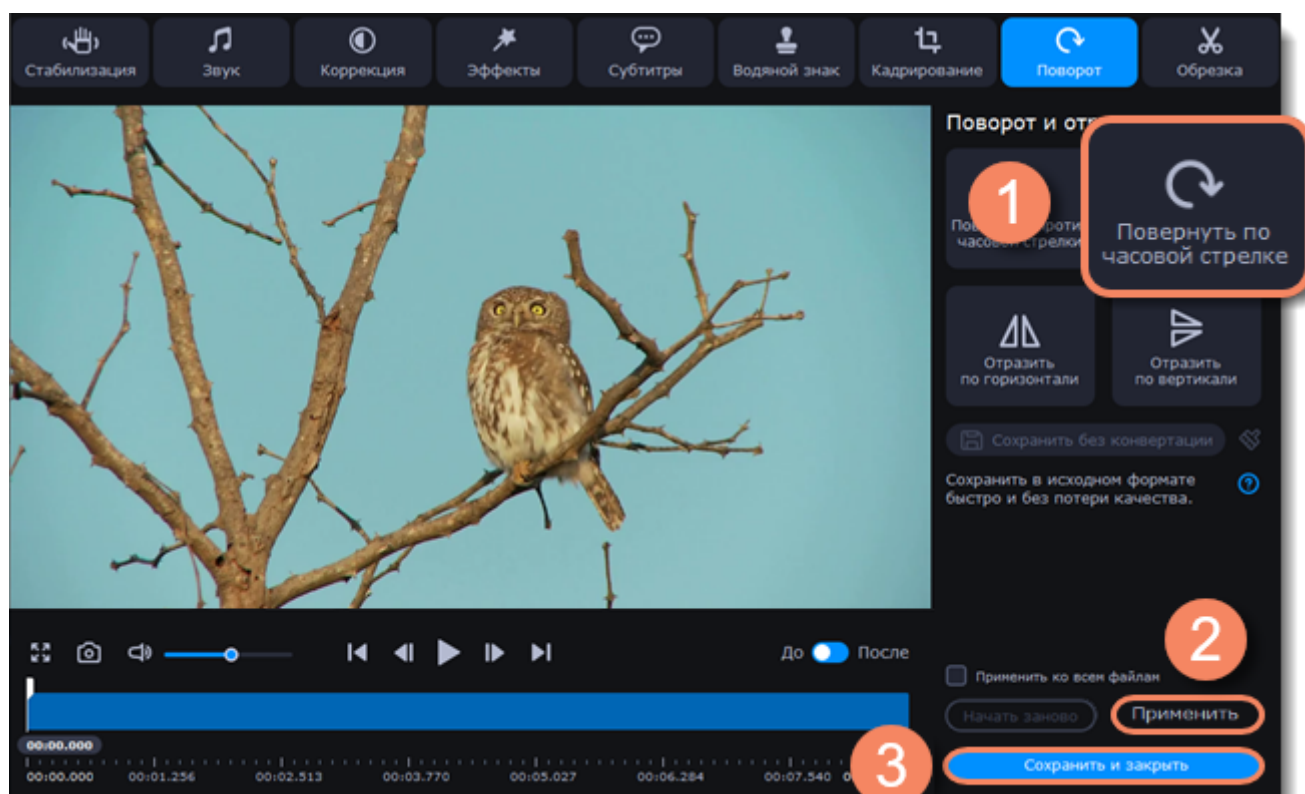 Стабилизация
Звук
Коррекция
Эффекты
Субтитры
Водяной знак
Кадрирование
Поворот
Обрезка
Поворот и
1
часовой стрелки
Повернуть по
часовой стрелке
Отразить
по горизонтали
Отразить
по вертикали
Сохранить без конвертации
Сохранить в исходном формате
быстро и без потери качества.
?
2
До
После
Применить ко всем файлам
Начать заново
Применить
00:00.000
3
Сохранить и закрыть
00:00.000 00:01.256 00:02.513 00:03.770 00:05.027 00:06.284 00:07.540